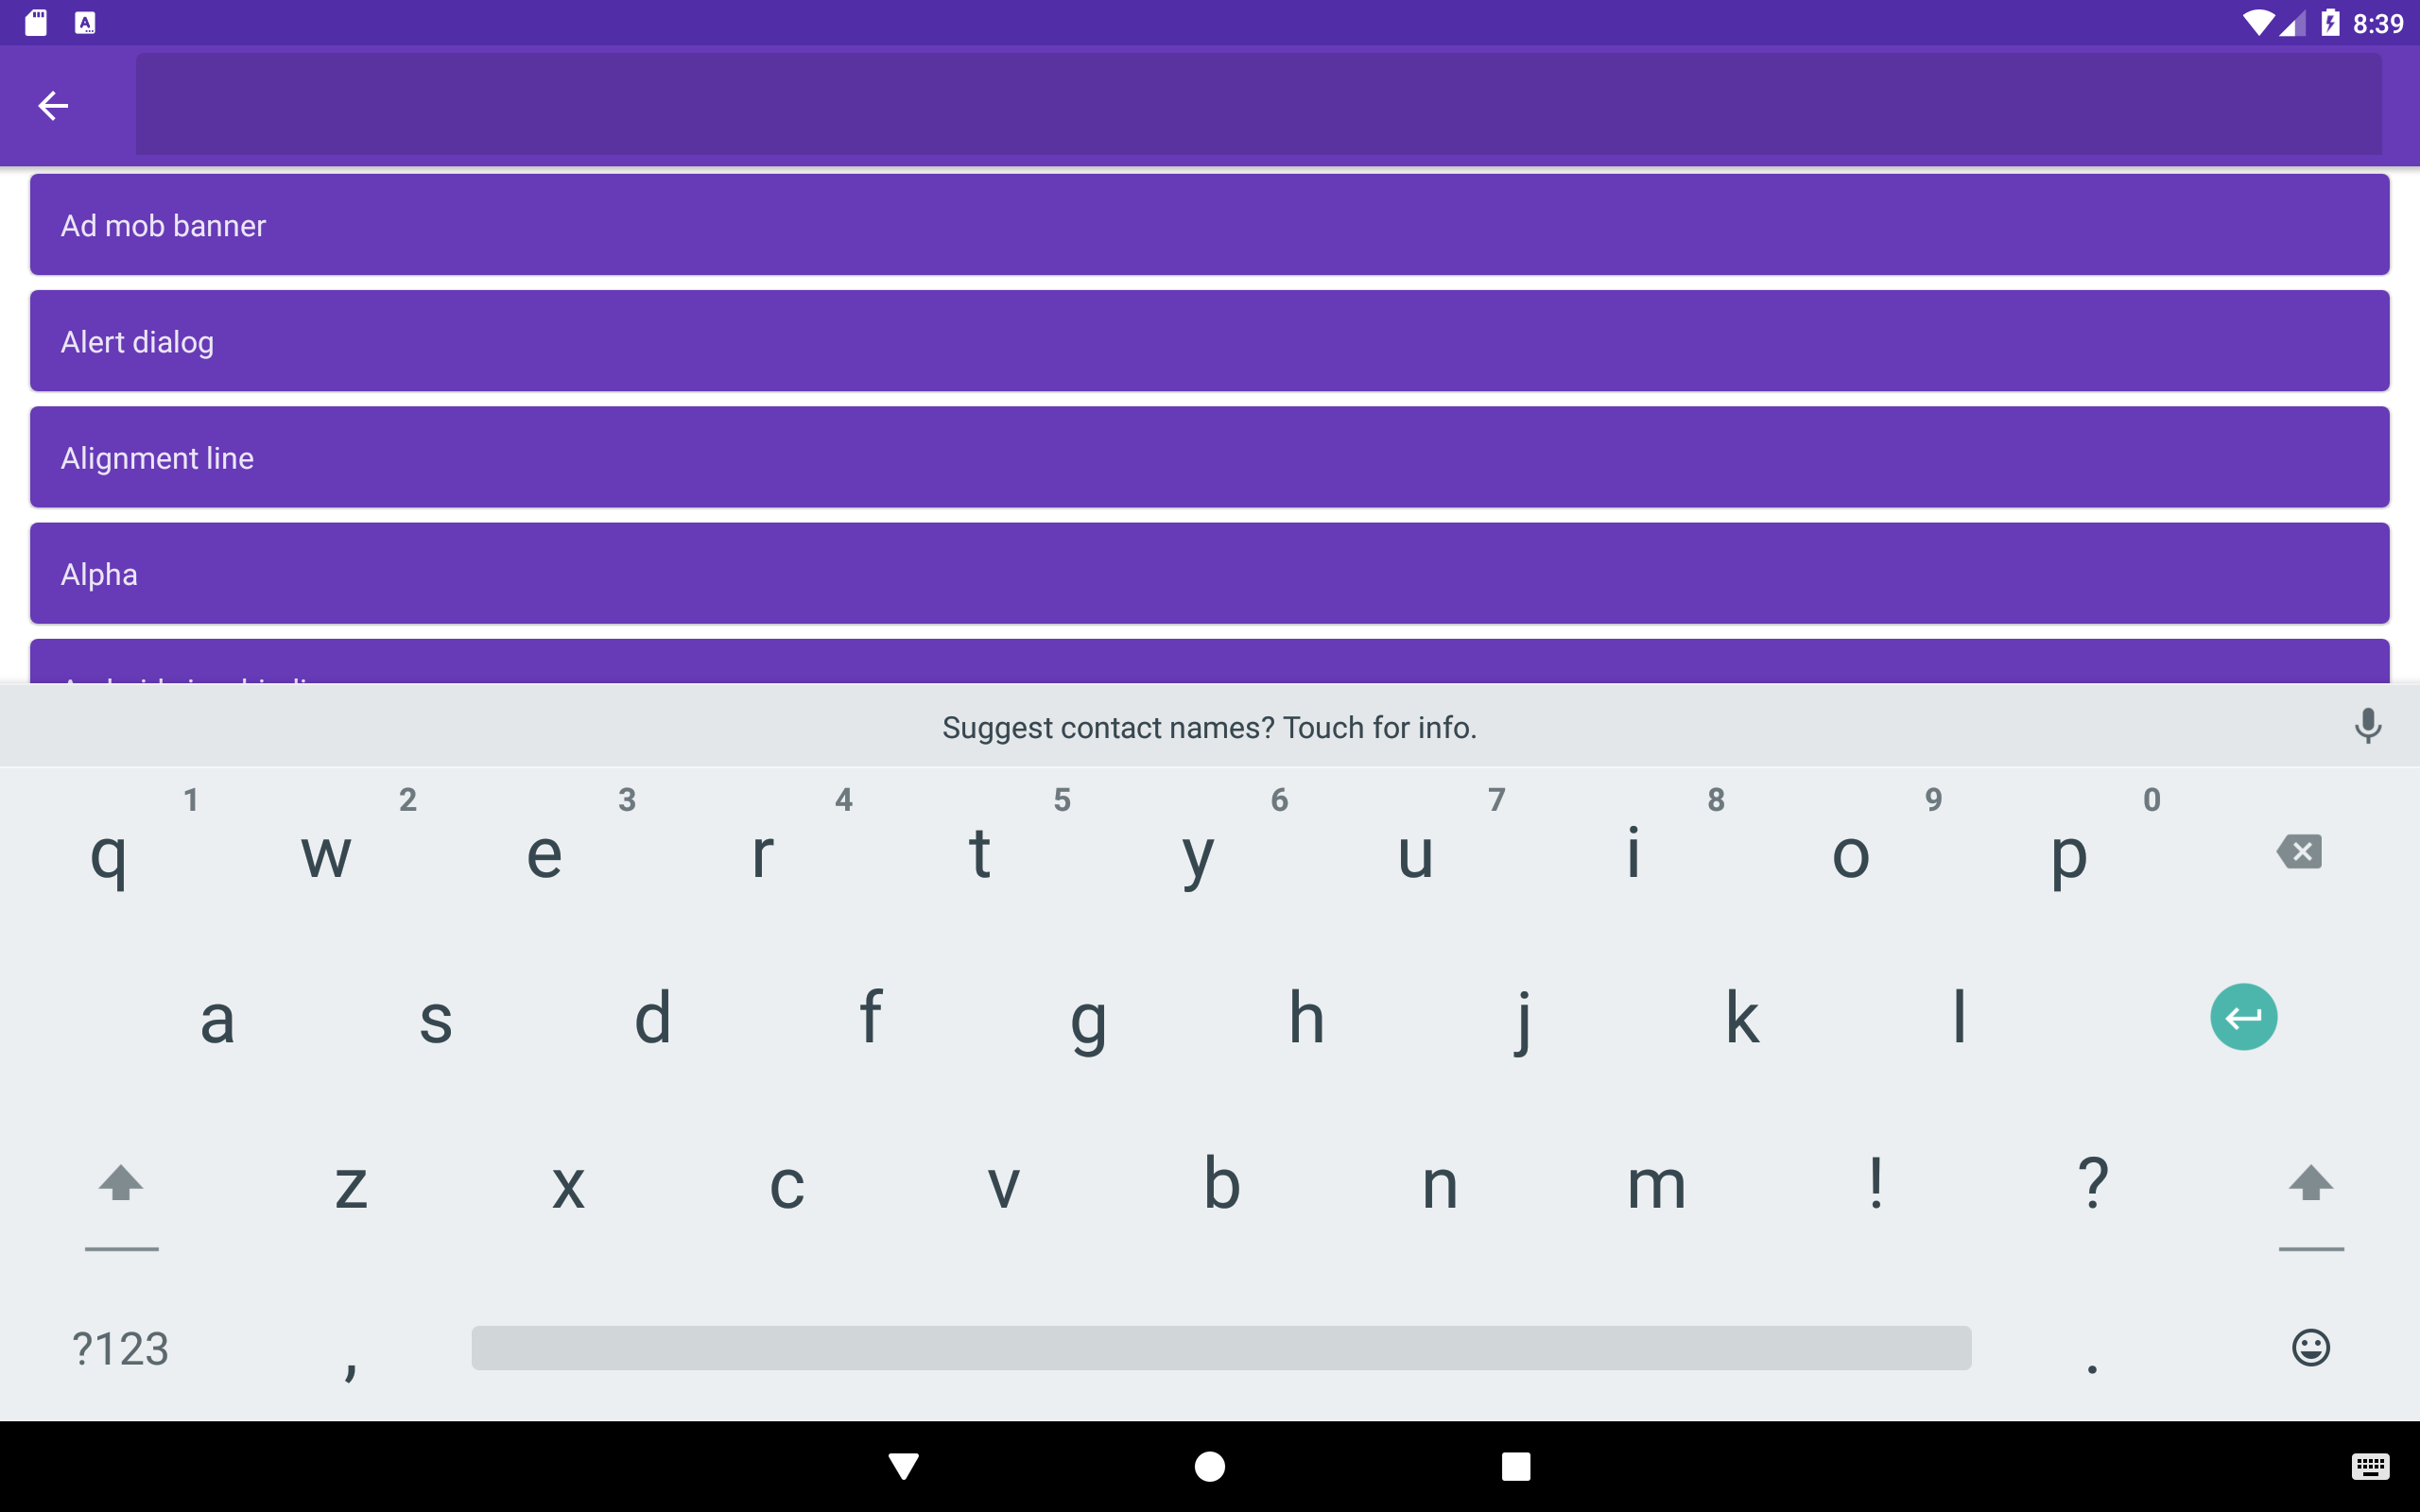 8:39
Ad mob banner
Alert dialog
Alignment line
Alpha
Suggest contact names? Touch for info.
1 2 3 4 5 6 7 8 9 0
q w e r t y u i o p
a s d f g h j k l
z x c v b n m ! ?
?123 , .